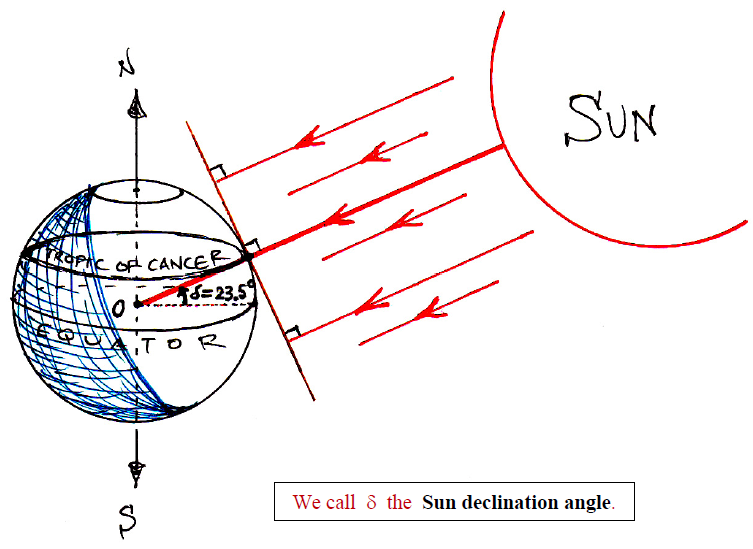 N
SUN
TROPIC OF CANCER
O
δ=23.5°
EQUATOR
S
We call δ the Sun declination angle.